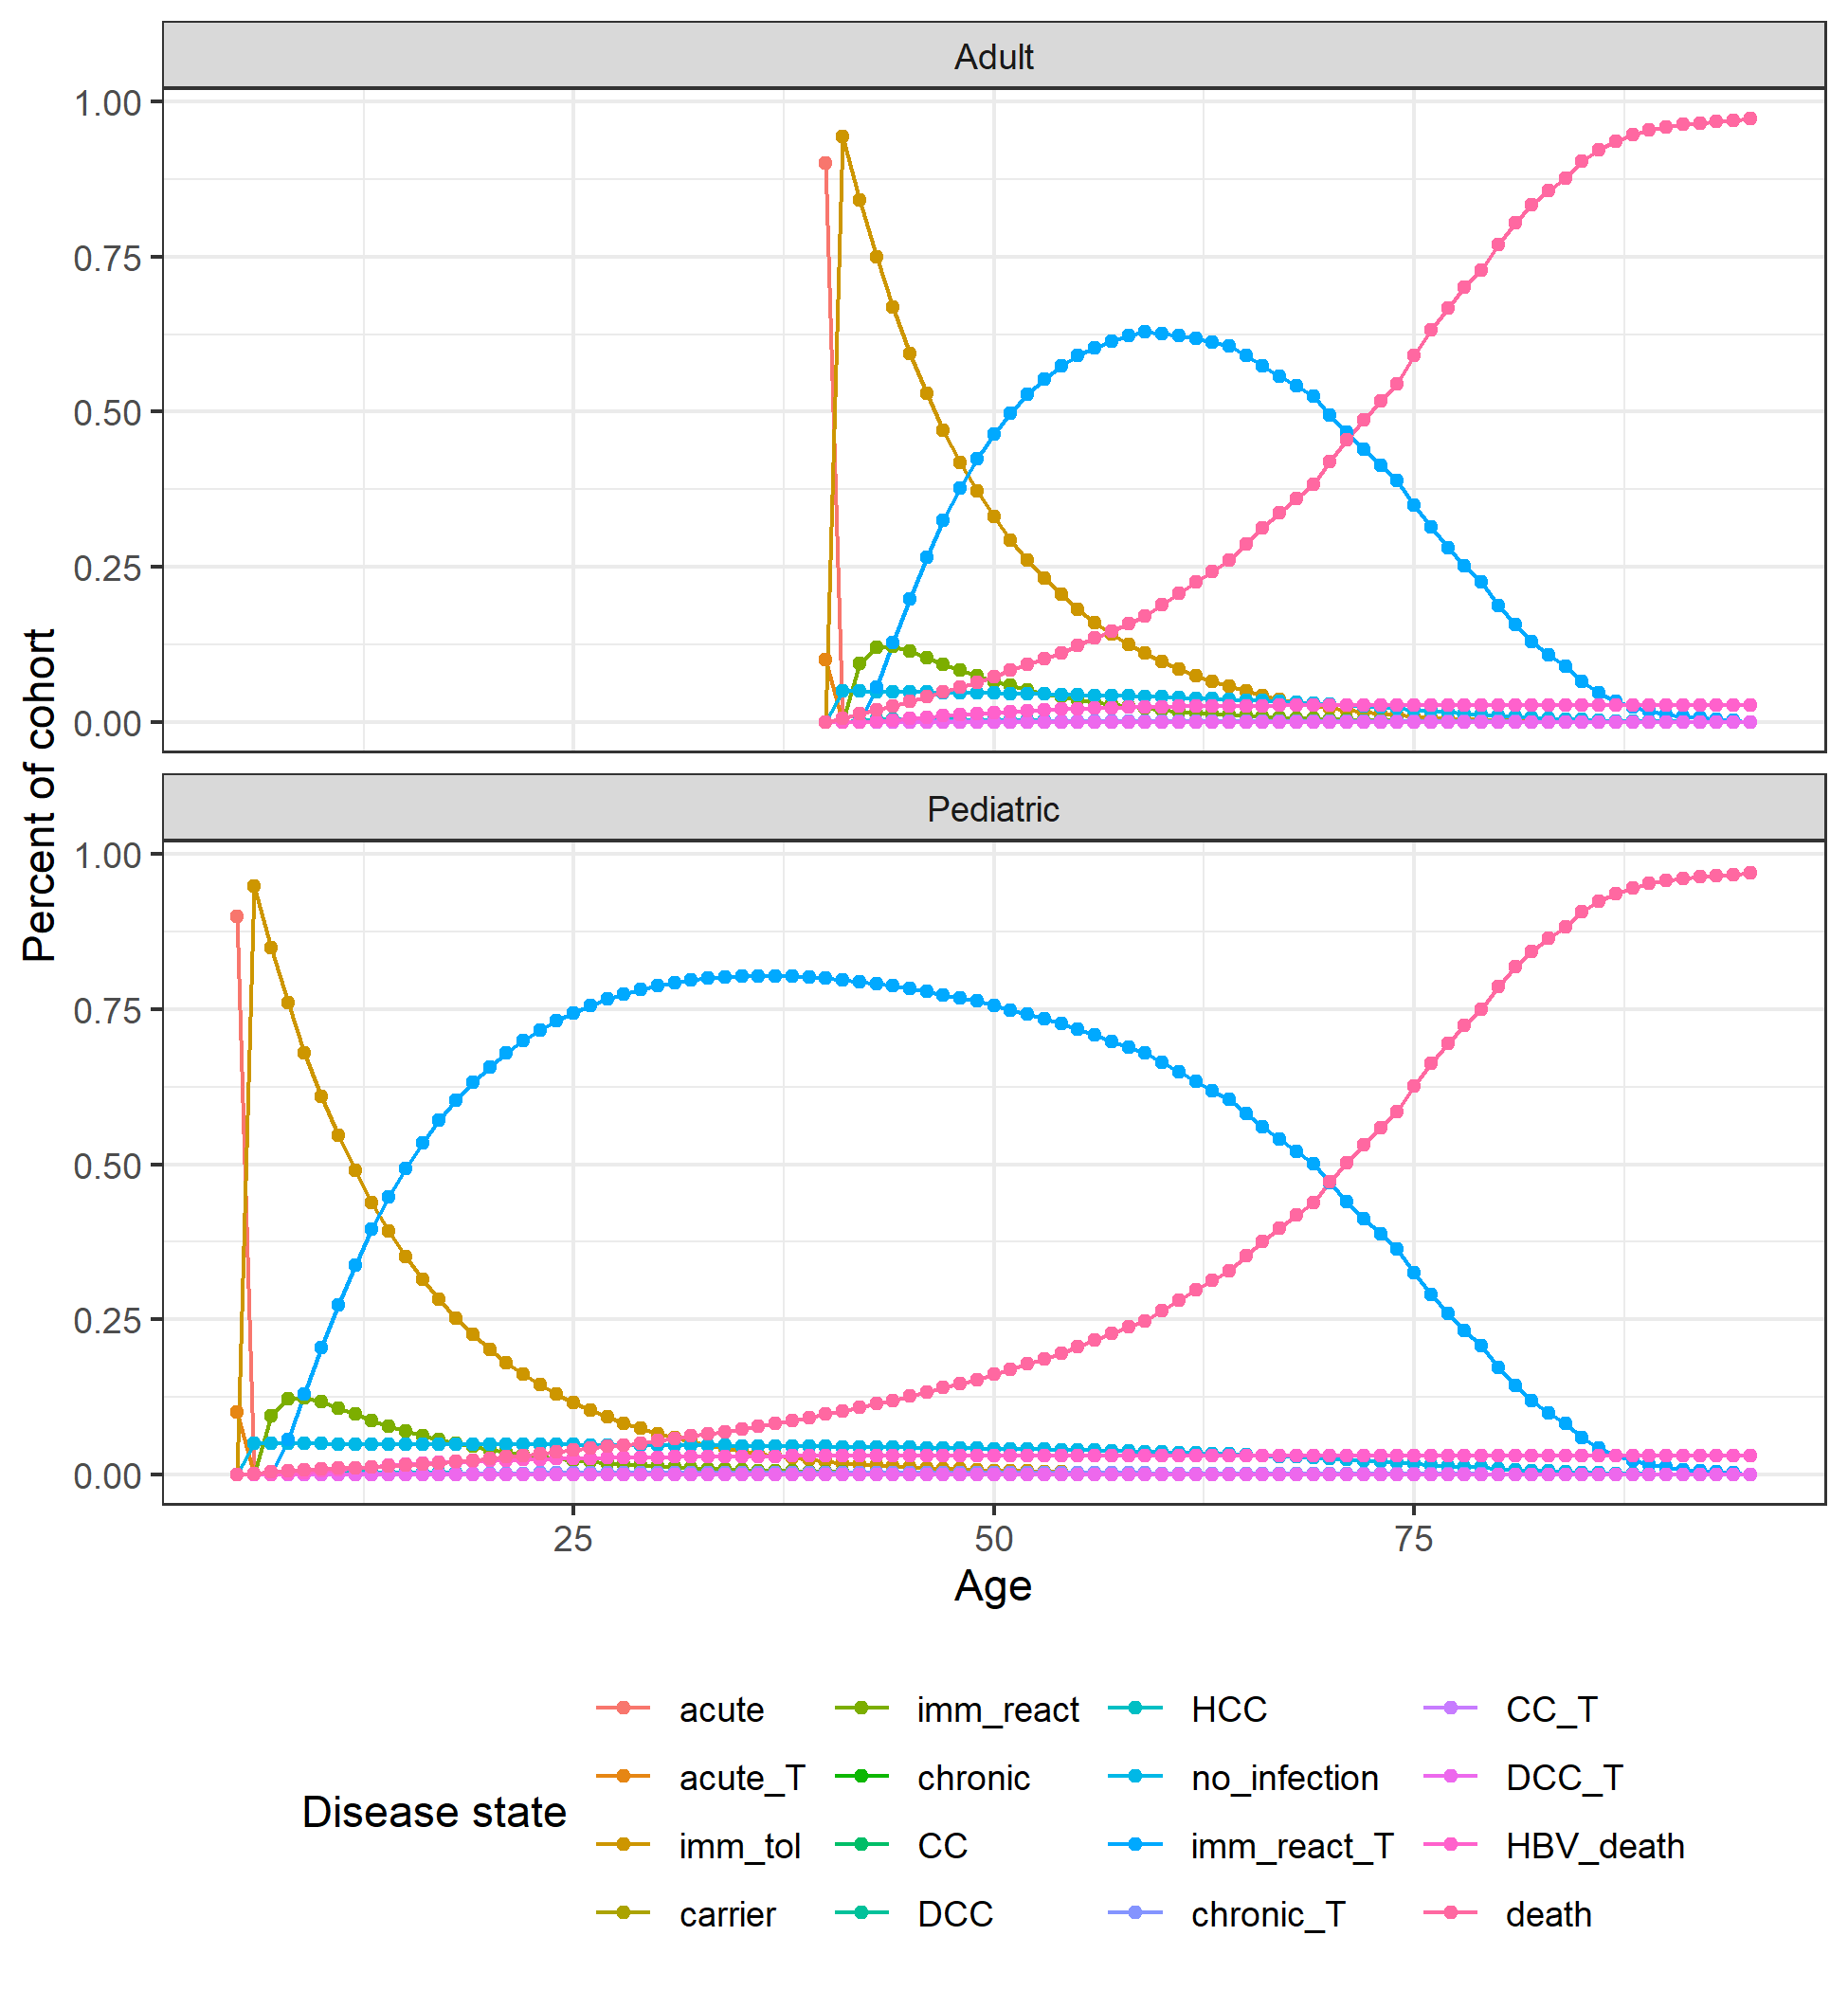 Adult
1.00
0.75
0.50
0.25
0.00
Pediatric
1.00
0.75
0.50
0.25
0.00
Percent of cohort
25 50 75
Age
Disease state
acute imm_react HCC CC_T
acute_T chronic no_infection DCC_T
imm_tol CC imm_react_T HBV_death
carrier DCC chronic_T death